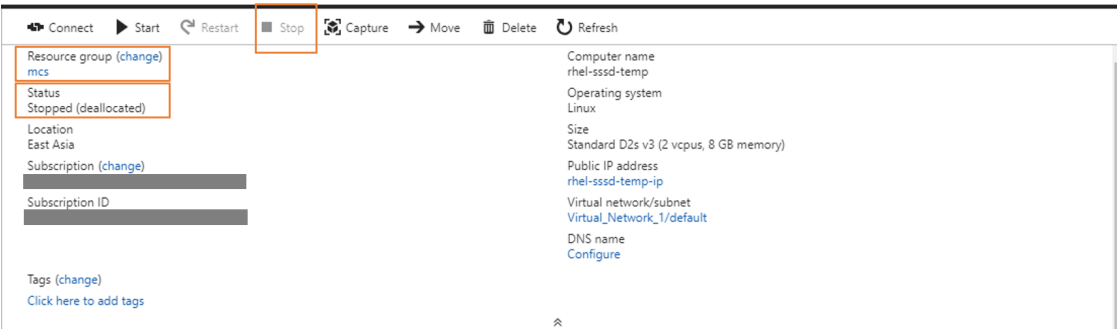 Connect Start Restart Stop Capture Move Delete Refresh
Resource group (change)
mcs
Status
Stopped (deallocated)
Location
East Asia
Subscription (change)
Subscription ID
Tags (change)
Click here to add tags
Computer name
rhel-sssd-temp
Operating system
Linux
Size
Standard D2s v3 (2 vcpus, 8 GB memory)
Public IP address
rhel-sssd-temp-ip
Virtual network/subnet
Virtual_Network_1/default
DNS name
Configure